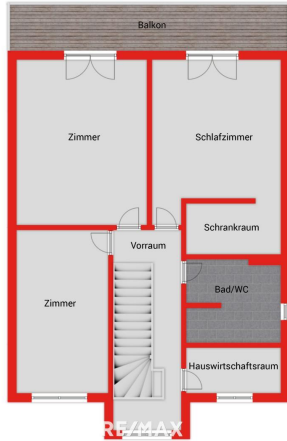 Balkon
Zimmer
Schlafzimmer
Schrankraum
Vorraum
Zimmer
Bad/WC
Hauswirtschaftsraum
RE/MAX